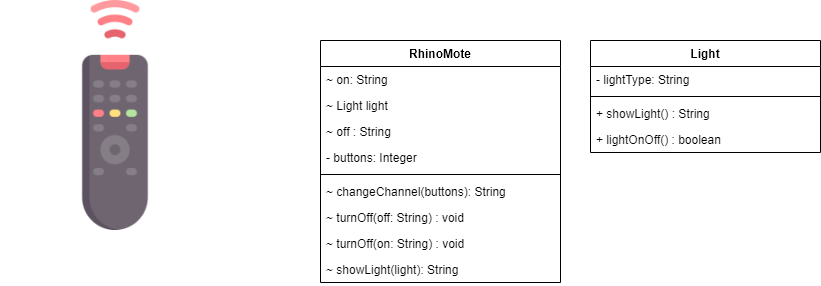 RhinoMote
~ on: String
~ Light light
~ off : String
- buttons: Integer
~ changeChannel(buttons): String
~ turnOff(off: String) : void
~ turnOff(on: String) : void
~ showLight(light): String
Light
- lightType: String
+ showLight() : String
+ lightOnOff() : boolean